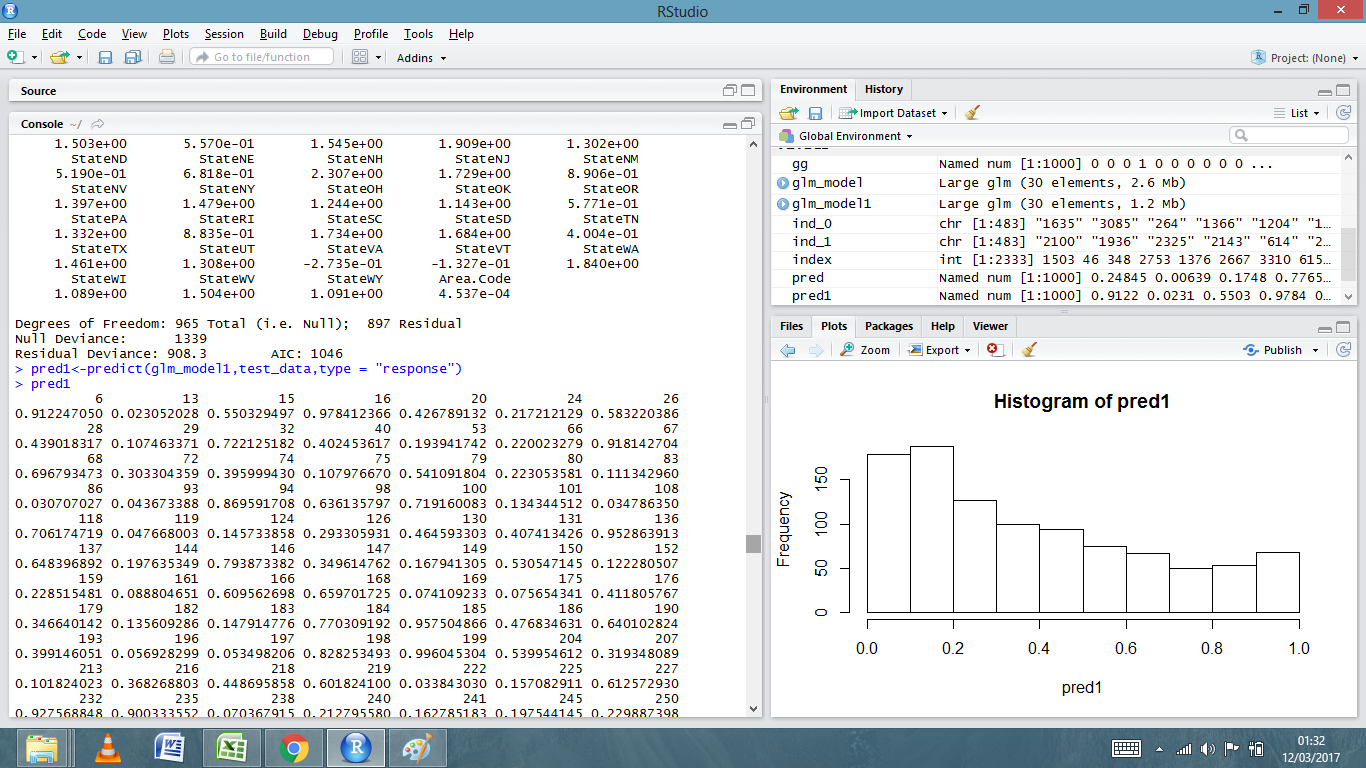 RStudio
File Edit Code View Plots Session Build Debug Profile Tools Help
Go to file/function Addins Project: (None)
Source
Console ~/
1.503e+00 5.570e-01 1.545e+00 1.909e+00 1.302e+00
StateND StateNE StateNH StateNJ StateNM
5.190e-01 6.818e-01 2.307e+00 1.729e+00 8.906e-01
StateNV StateNY StateOH StateOK StateOR
1.397e+00 1.479e+00 1.244e+00 1.143e+00 5.771e-01
StatePA StateRI StateSC StateSD StateTN
1.332e+00 8.835e-01 1.734e+00 1.684e+00 4.004e-01
StateTX StateUT StateVA StateVT StateWA
1.461e+00 1.308e+00 -2.735e-01 -1.327e-01 1.840e+00
StateWI StateWV StateWY Area.Code
1.089e+00 1.504e+00 1.091e+00 4.537e-04
Degrees of Freedom: 965 Total (i.e. Null); 897 Residual
Null Deviance: 1339
Residual Deviance: 908.3 AIC: 1046
> pred1<-predict(glm_model1,test_data,type = "response")
> pred1
6 13 15 16 20 24 26
0.912247050 0.023052028 0.550329497 0.978412366 0.426789132 0.217212129 0.583220386
28 29 32 40 53 66 67
0.439018317 0.107463371 0.722125182 0.402453617 0.193941742 0.220023279 0.918142704
68 72 74 75 79 80 83
0.696793473 0.303304359 0.395999430 0.107976670 0.541091804 0.223053581 0.111342960
86 93 94 98 100 101 108
0.030707027 0.043673388 0.869591708 0.636135797 0.719160083 0.134344512 0.034786350
118 119 124 126 130 131 136
0.706174719 0.047668003 0.145733858 0.293305931 0.464593303 0.407413426 0.952863913
137 144 146 147 149 150 152
0.648396892 0.197635349 0.793873382 0.349614762 0.167941305 0.530547145 0.122280507
159 161 166 168 169 175 176
0.228515481 0.088804651 0.609562698 0.659701725 0.074109233 0.075654341 0.411805767
179 182 183 184 185 186 190
0.346640142 0.135609286 0.147914776 0.770309192 0.957504866 0.476834631 0.640102824
193 196 197 198 199 204 207
0.399146051 0.056928299 0.053498206 0.828253493 0.996045304 0.539954612 0.319348089
213 216 218 219 222 225 227
0.101824023 0.368268803 0.448695858 0.601824100 0.033843030 0.157082911 0.612572930
232 235 238 240 241 245 250
0.927568848 0.900333552 0.070367915 0.212795580 0.162785183 0.197544145 0.229887398
Environment History
Import Dataset List
Global Environment
gg Named num [1:1000] 0 0 0 1 0 0 0 0 0 0 ...
glm_model Large glm (30 elements, 2.6 Mb)
glm_model1 Large glm (30 elements, 1.2 Mb)
ind_0 chr [1:483] "1635" "3085" "264" "1366" "1204" "1…
ind_1 chr [1:483] "2100" "1936" "2325" "2143" "614" "2…
index int [1:2333] 1503 46 348 2753 1376 2667 3310 615…
pred Named num [1:1000] 0.24845 0.00639 0.1748 0.7765…
pred1 Named num [1:1000] 0.9122 0.0231 0.5503 0.9784 0…
Files Plots Packages Help Viewer
Zoom Export Publish
Histogram of pred1
Frequency
150
100
50
0
0.0 0.2 0.4 0.6 0.8 1.0
pred1
01:32
12/03/2017